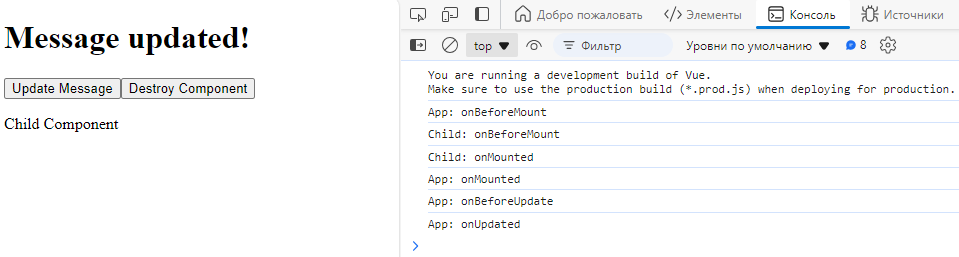 Message updated!
Update Message Destroy Component
Child Component
Добро пожаловать Элементы Консоль Источники
top Фильтр Уровни по умолчанию 8
You are running a development build of Vue.
Make sure to use the production build (*.prod.js) when deploying for production.
App: onBeforeMount
Child: onBeforeMount
Child: onMounted
App: onMounted
App: onBeforeUpdate
App: onUpdated